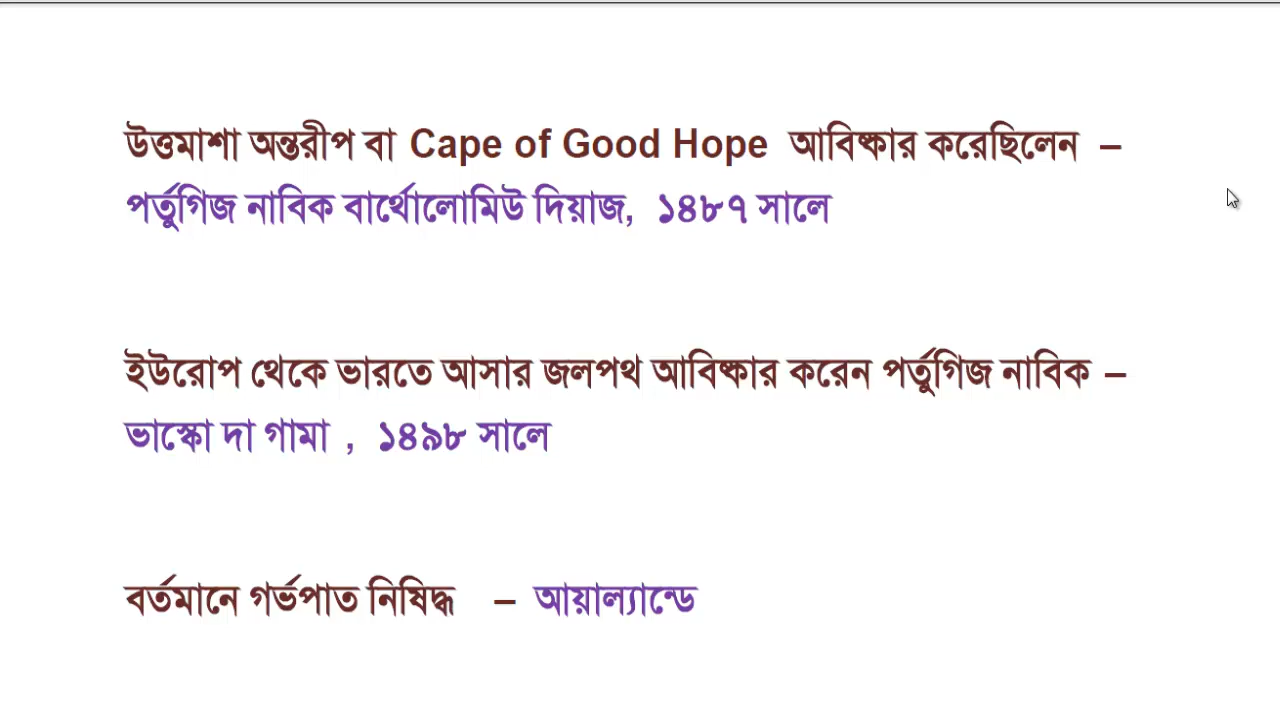 উত্তমাশা অন্তরীপ বা Cape of Good Hope আবিষ্কার করেছিলেন –
পর্তুগিজ নাবিক বার্থোলোমিউ দিয়াজ, ১৪৮৭ সালে
ইউরোপ থেকে ভারতে আসার জলপথ আবিষ্কার করেন পর্তুগিজ নাবিক –
ভাস্কো দা গামা , ১৪৯৮ সালে
বর্তমানে গর্ভপাত নিষিদ্ধ – আয়াল্যান্ডে